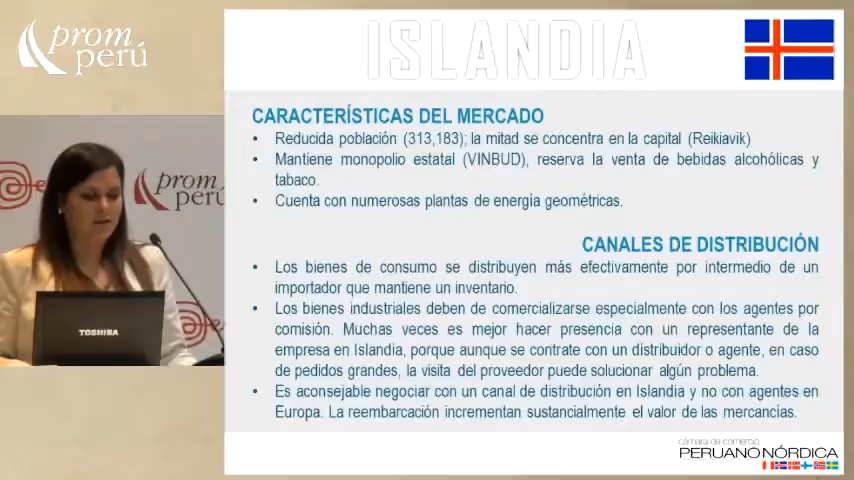 prom
perú
ISLANDIA
CARACTERÍSTICAS DEL MERCADO
• Reducida población (313,183); la mitad se concentra en la capital (Reikiavik)
• Mantiene monopolio estatal (VINBUD), reserva la venta de bebidas alcohólicas y
tabaco.
• Cuenta con numerosas plantas de energía geométricas.
CANALES DE DISTRIBUCIÓN
• Los bienes de consumo se distribuyen más efectivamente por intermedio de un
importador que mantiene un inventario.
• Los bienes industriales deben de comercializarse especialmente con los agentes por
comisión. Muchas veces es mejor hacer presencia con un representante de la
empresa en Islandia, porque aunque se contrate con un distribuidor o agente, en caso
de pedidos grandes, la visita del proveedor puede solucionar algún problema.
• Es aconsejable negociar con un canal de distribución en Islandia y no con agentes en
Europa. La reembarcación incrementan sustancialmente el valor de las mercancías.
prom
perú
TOSHIBA
cámara de comercio
PERUANO NÓRDICA